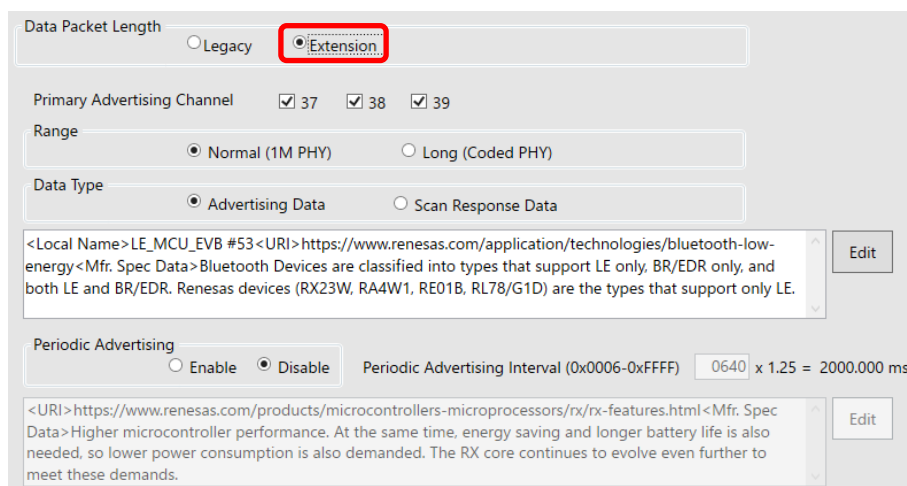 Data Packet Length
Legacy Extension
Primary Advertising Channel 37 38 39
Range
Normal (1M PHY) Long (Coded PHY)
Data Type
Advertising Data Scan Response Data
<Local Name>LE_MCU_EVB #53<URI>https://www.renesas.com/application/technologies/bluetooth-low-
energy<Mfr. Spec Data>Bluetooth Devices are classified into types that support LE only, BR/EDR only, and
both LE and BR/EDR. Renesas devices (RX23W, RA4W1, RE01B, RL78/G1D) are the types that support only LE.
Edit
Periodic Advertising
Enable Disable Periodic Advertising Interval (0x0006-0xFFFF) 0640 x 1.25 = 2000.000 ms
<URI>https://www.renesas.com/products/microcontrollers-microprocessors/rx/rx-features.html<Mfr. Spec
Data>Higher microcontroller performance. At the same time, energy saving and longer battery life is also
needed, so lower power consumption is also demanded. The RX core continues to evolve even further to
meet these demands.
Edit